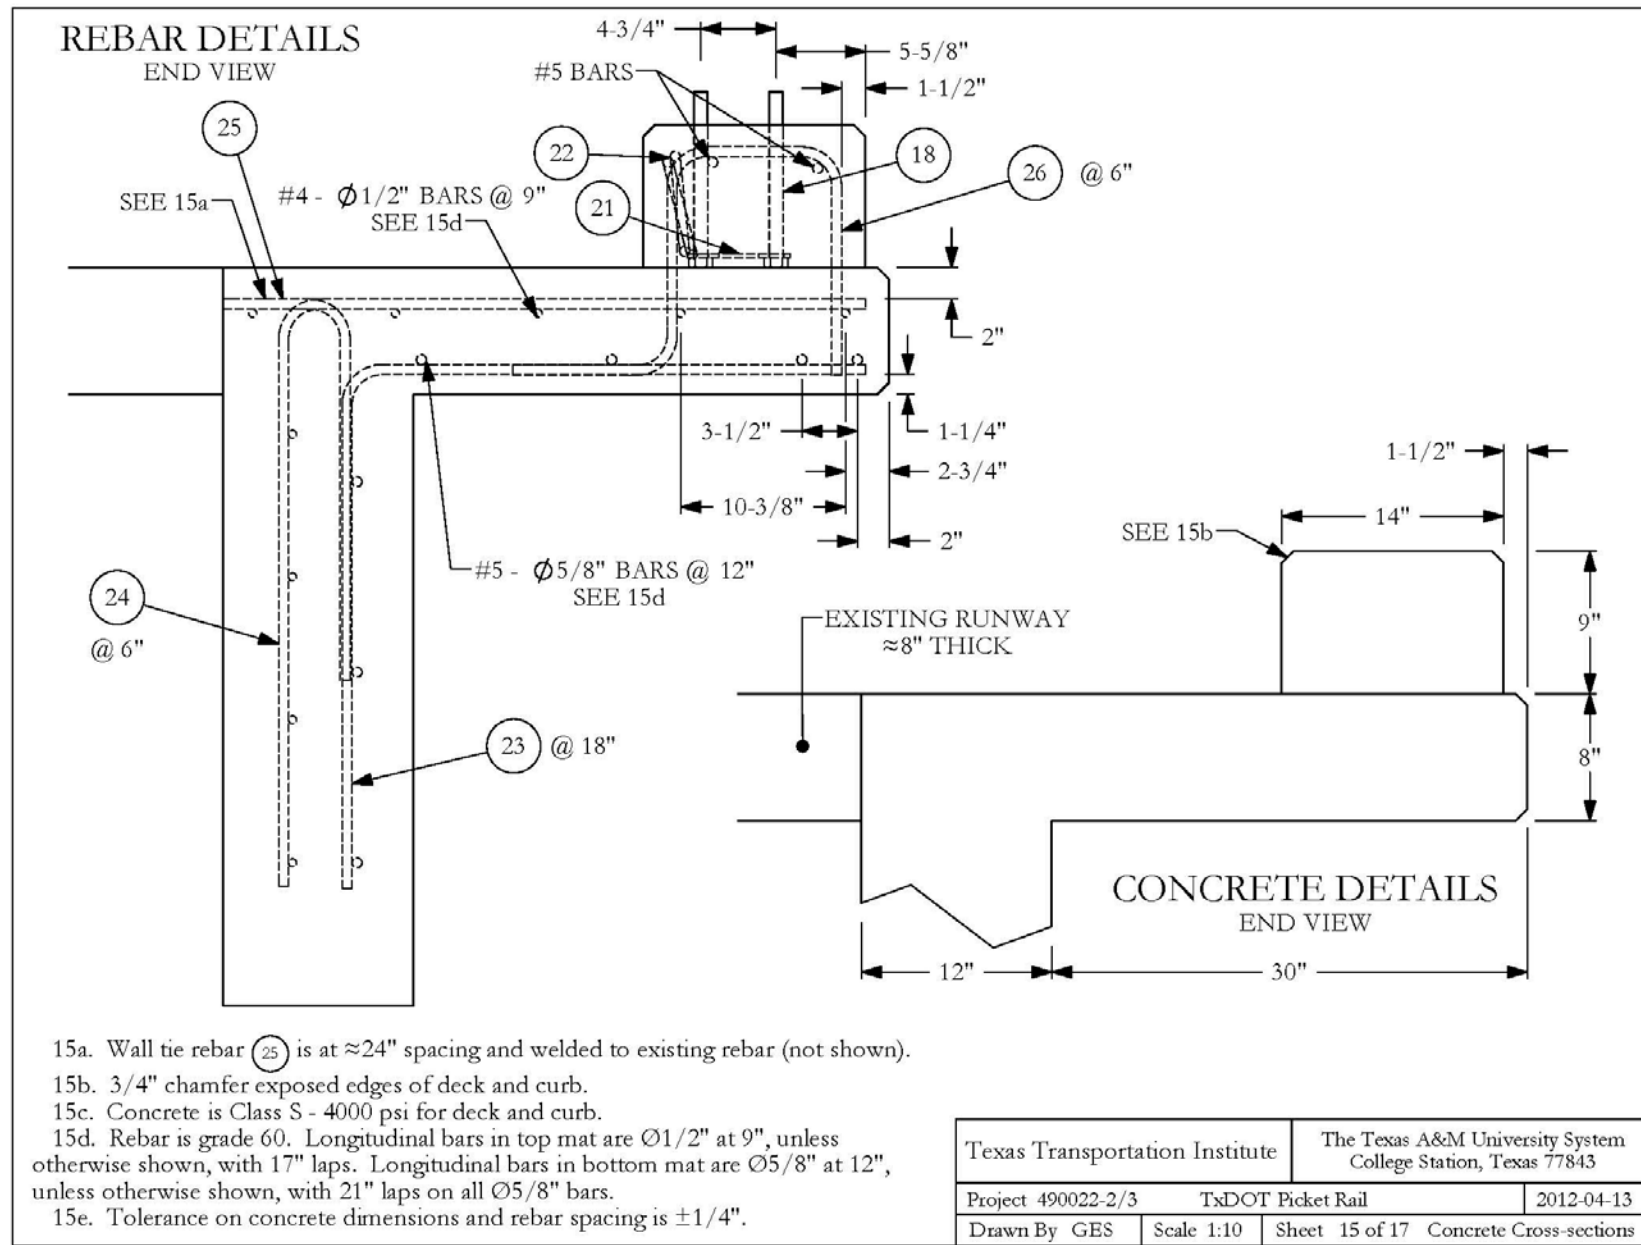 REBAR DETAILS
END VIEW
4-3/4"
5-5/8"
#5 BARS
1-1/2"
25
22
18
26 @ 6"
SEE 15a
#4 - Ø1/2" BARS @ 9"
SEE 15d
21
2"
3-1/2"
1-1/4"
2-3/4"
10-3/8"
2"
#5 - Ø5/8" BARS @ 12"
SEE 15d
24
@ 6"
23 @ 18"
1-1/2"
14"
SEE 15b
9"
EXISTING RUNWAY
≈8" THICK
8"
CONCRETE DETAILS
END VIEW
12"
30"
15a. Wall tie rebar 25 is at ≈24" spacing and welded to existing rebar (not shown).
15b. 3/4" chamfer exposed edges of deck and curb.
15c. Concrete is Class S - 4000 psi for deck and curb.
15d. Rebar is grade 60. Longitudinal bars in top mat are Ø1/2" at 9", unless
otherwise shown, with 17" laps. Longitudinal bars in bottom mat are Ø5/8" at 12",
unless otherwise shown, with 21" laps on all Ø5/8" bars.
15e. Tolerance on concrete dimensions and rebar spacing is ±1/4".
Texas Transportation Institute
The Texas A&M University System
College Station, Texas 77843
Project 490022-2/3 TxDOT Picket Rail 2012-04-13
Drawn By GES Scale 1:10 Sheet 15 of 17 Concrete Cross-sections